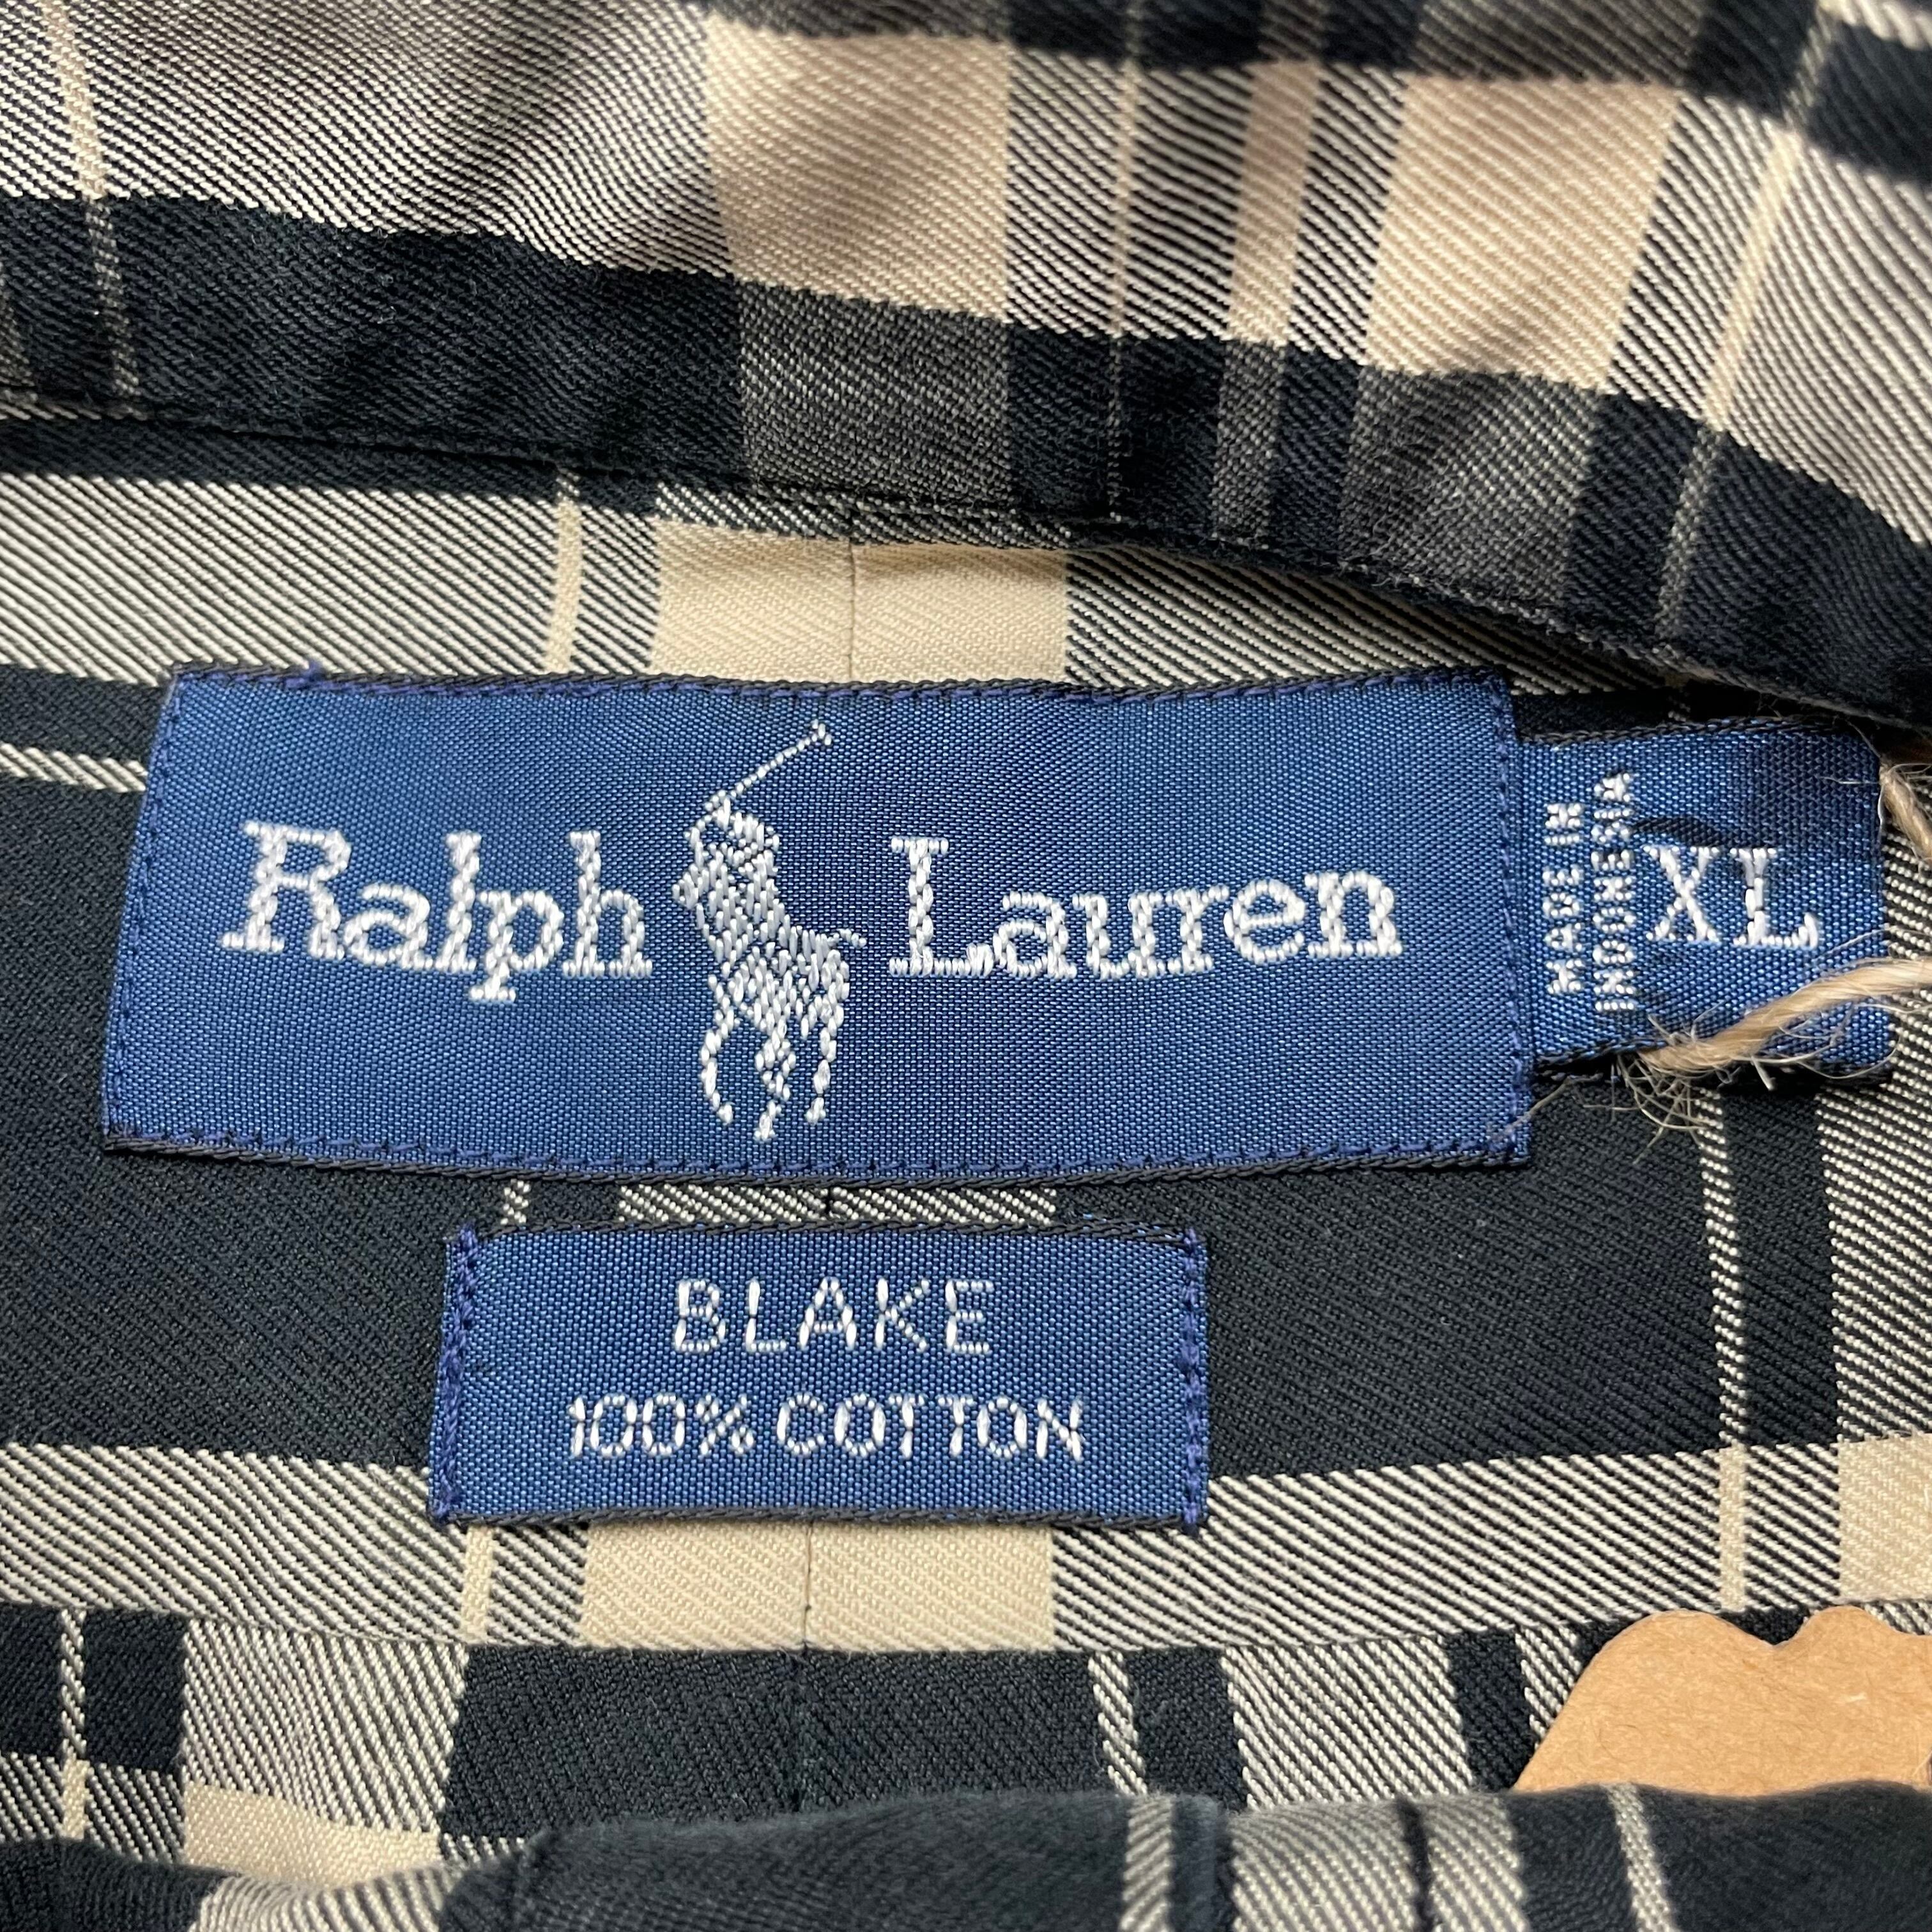 Ralph Lauren
MADE IN
INDONESIA
XL
BLAKE
100% COTTON